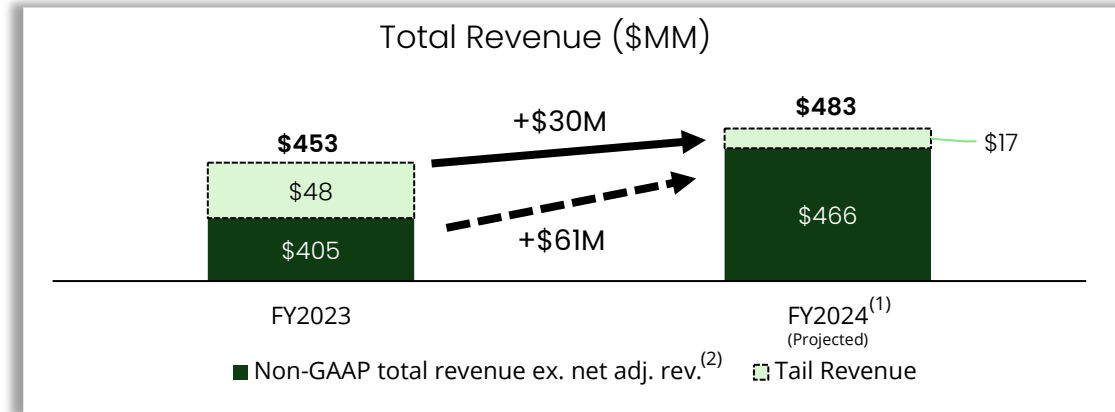 Total Revenue ($MM)
$453
+$30M
$483
$48
$17
$405
+$61M
$466
FY2023
FY2024(1)
(Projected)
Non-GAAP total revenue ex. net adj. rev.(2)
Tail Revenue